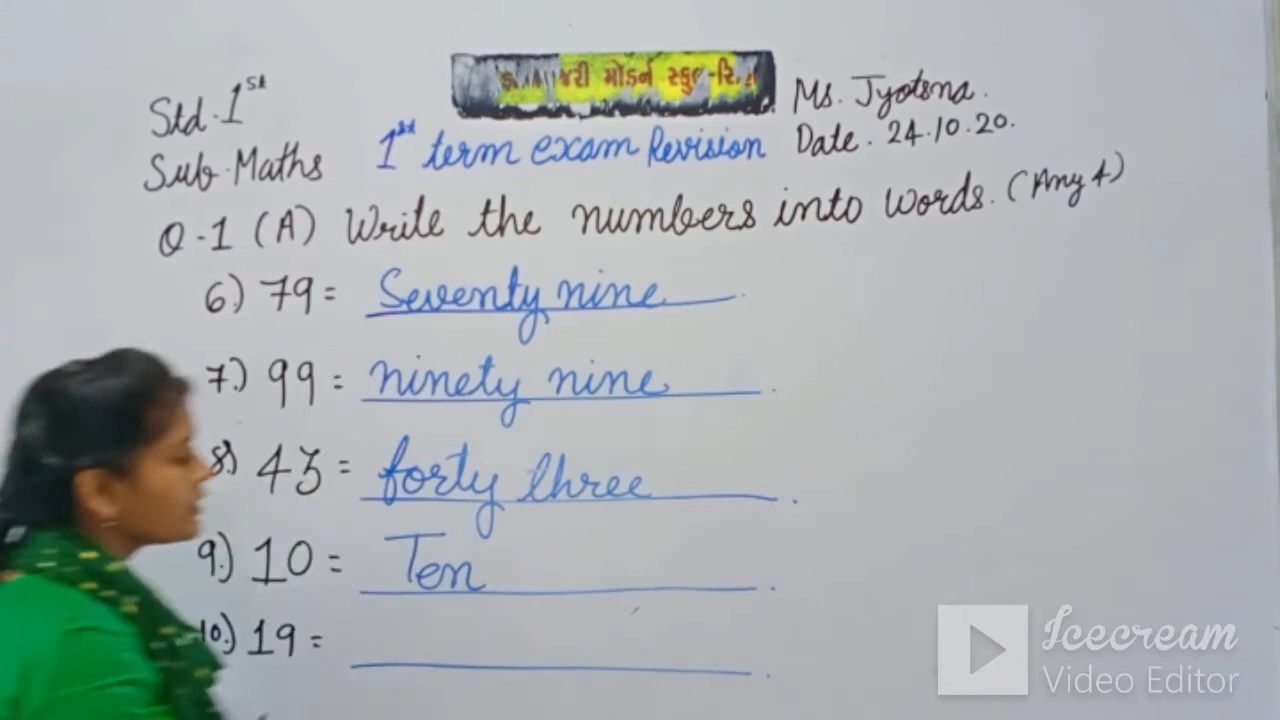 જરી મોડર્ન સ્કુલ-રિ
Std. 1st
Ms. Jyotsna.
Sub. Maths
1st term exam Revision
Date. 24.10.20.
Q-1 (A) Write the numbers into words. (Any 4)
6.) 79 = Seventy nine.
7.) 99 = ninety nine.
8.) 43 = forty three.
9.) 10 = Ten.
10.) 19 =
Icecream
Video Editor